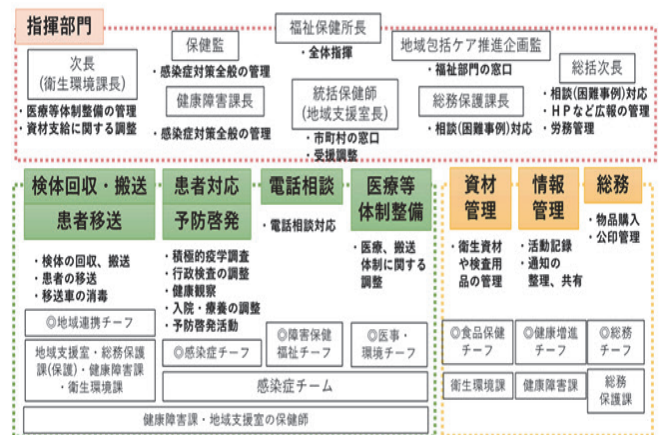 指揮部門
福祉保健所長
・全体指揮
次長
(衛生環境課長)
・医療等体制整備の管理
・資材支給に関する調整
保健監
・感染症対策全般の管理
健康障害課長
・感染症対策全般の管理
統括保健師
(地域支援室長)
・市町村の窓口
・受援調整
地域包括ケア推進企画監
・福祉部門の窓口
総務保護課長
・相談(困難事例)対応
総括次長
・相談(困難事例)対応
・HPなど広報の管理
・労務管理
検体回収・搬送
患者移送
・検体の回収、搬送
・患者の移送
・移送車の消毒
◎地域連携チーフ
地域支援室・総務保護
課(保護)・健康障害課
・衛生環境課
患者対応
予防啓発
・積極的疫学調査
・行政検査の調整
・健康観察
・入院・療養の調整
・予防啓発活動
◎感染症チーフ
電話相談
・電話相談対応
◎障害保健
福祉チーフ
医療等
体制整備
・医療、搬送
体制に関する
調整
◎医事・
環境チーフ
感染症チーム
健康障害課・地域支援室の保健師
資材
管理
・衛生資材
や検査用
品の管理
◎食品保健
チーフ
衛生環境課
情報
管理
・活動記録
・通知の
整理、共有
◎健康増進
チーフ
健康障害課
総務
・物品購入
・公印管理
◎総務
チーフ
総務
保護課